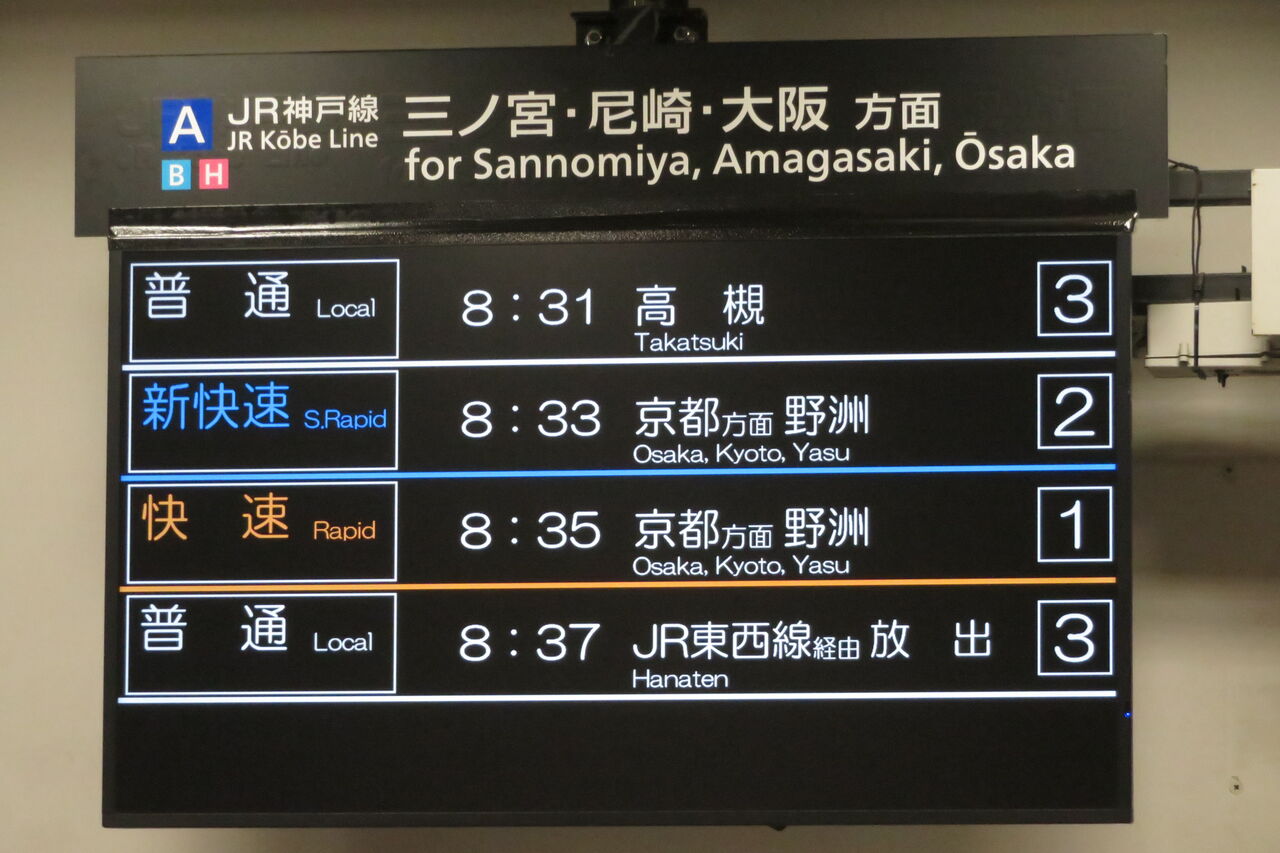 A JR神戸線 三ノ宮・尼崎・大阪 方面
JR Kōbe Line for Sannomiya, Amagasaki, Ōsaka
B H
普通 Local 8:31 高槻 3
Takatsuki
新快速 S.Rapid 8:33 京都方面 野洲 2
Osaka, Kyoto, Yasu
快速 Rapid 8:35 京都方面 野洲 1
Osaka, Kyoto, Yasu
普通 Local 8:37 JR東西線経由 放出 3
Hanaten